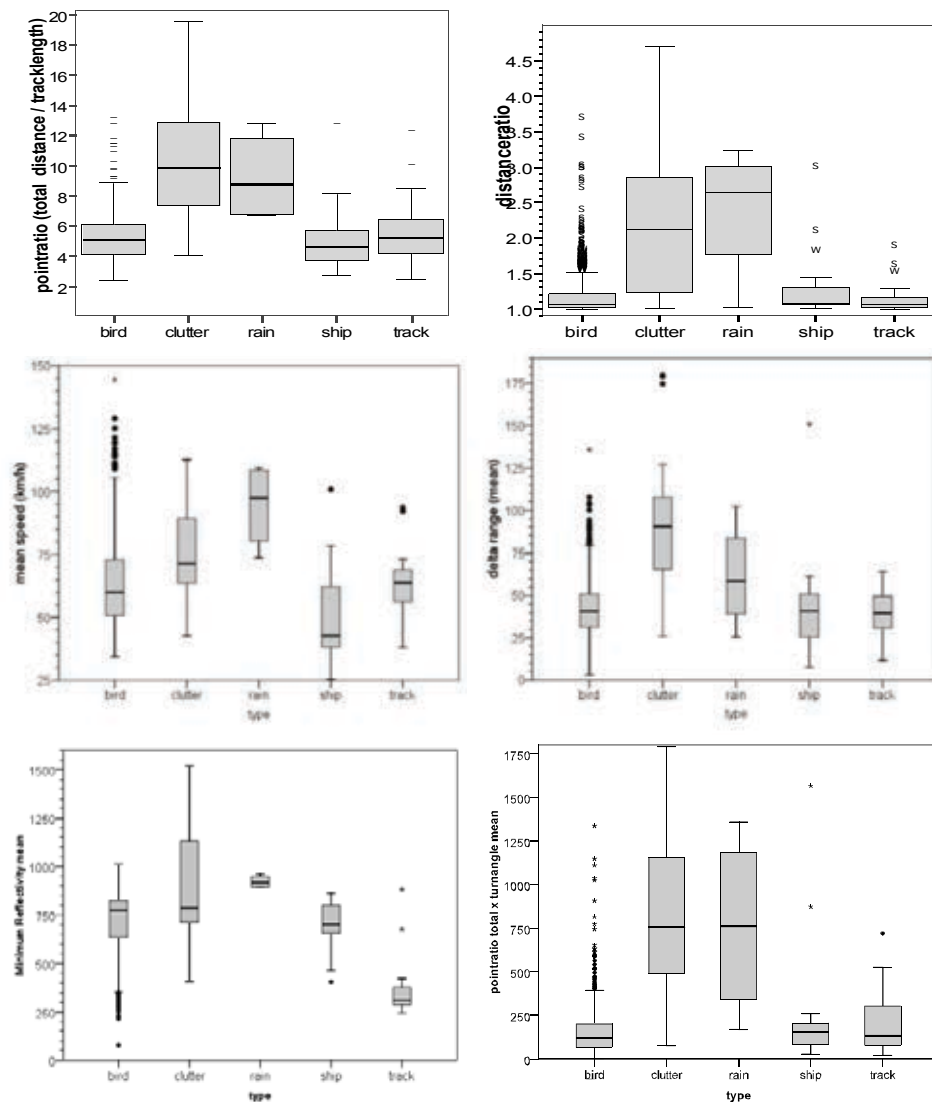 pointratio (total distance / tracklength)
20
18
16
14
12
10
8
6
4
2
bird clutter rain ship track
distanceratio
4.5
4.0
3.5
3.0
2.5
2.0
1.5
1.0
bird clutter rain ship track
mean speed (km/h)
150
125
100
75
50
25
bird clutter rain ship track
type
delta range (mean)
175
150
125
100
75
50
25
0
bird clutter rain ship track
type
Minimum Reflectivity mean
1500
1250
1000
750
500
250
0
bird clutter rain ship track
type
pointratio total x turnangle mean
1750
1500
1250
1000
750
500
250
0
bird clutter rain ship track
type